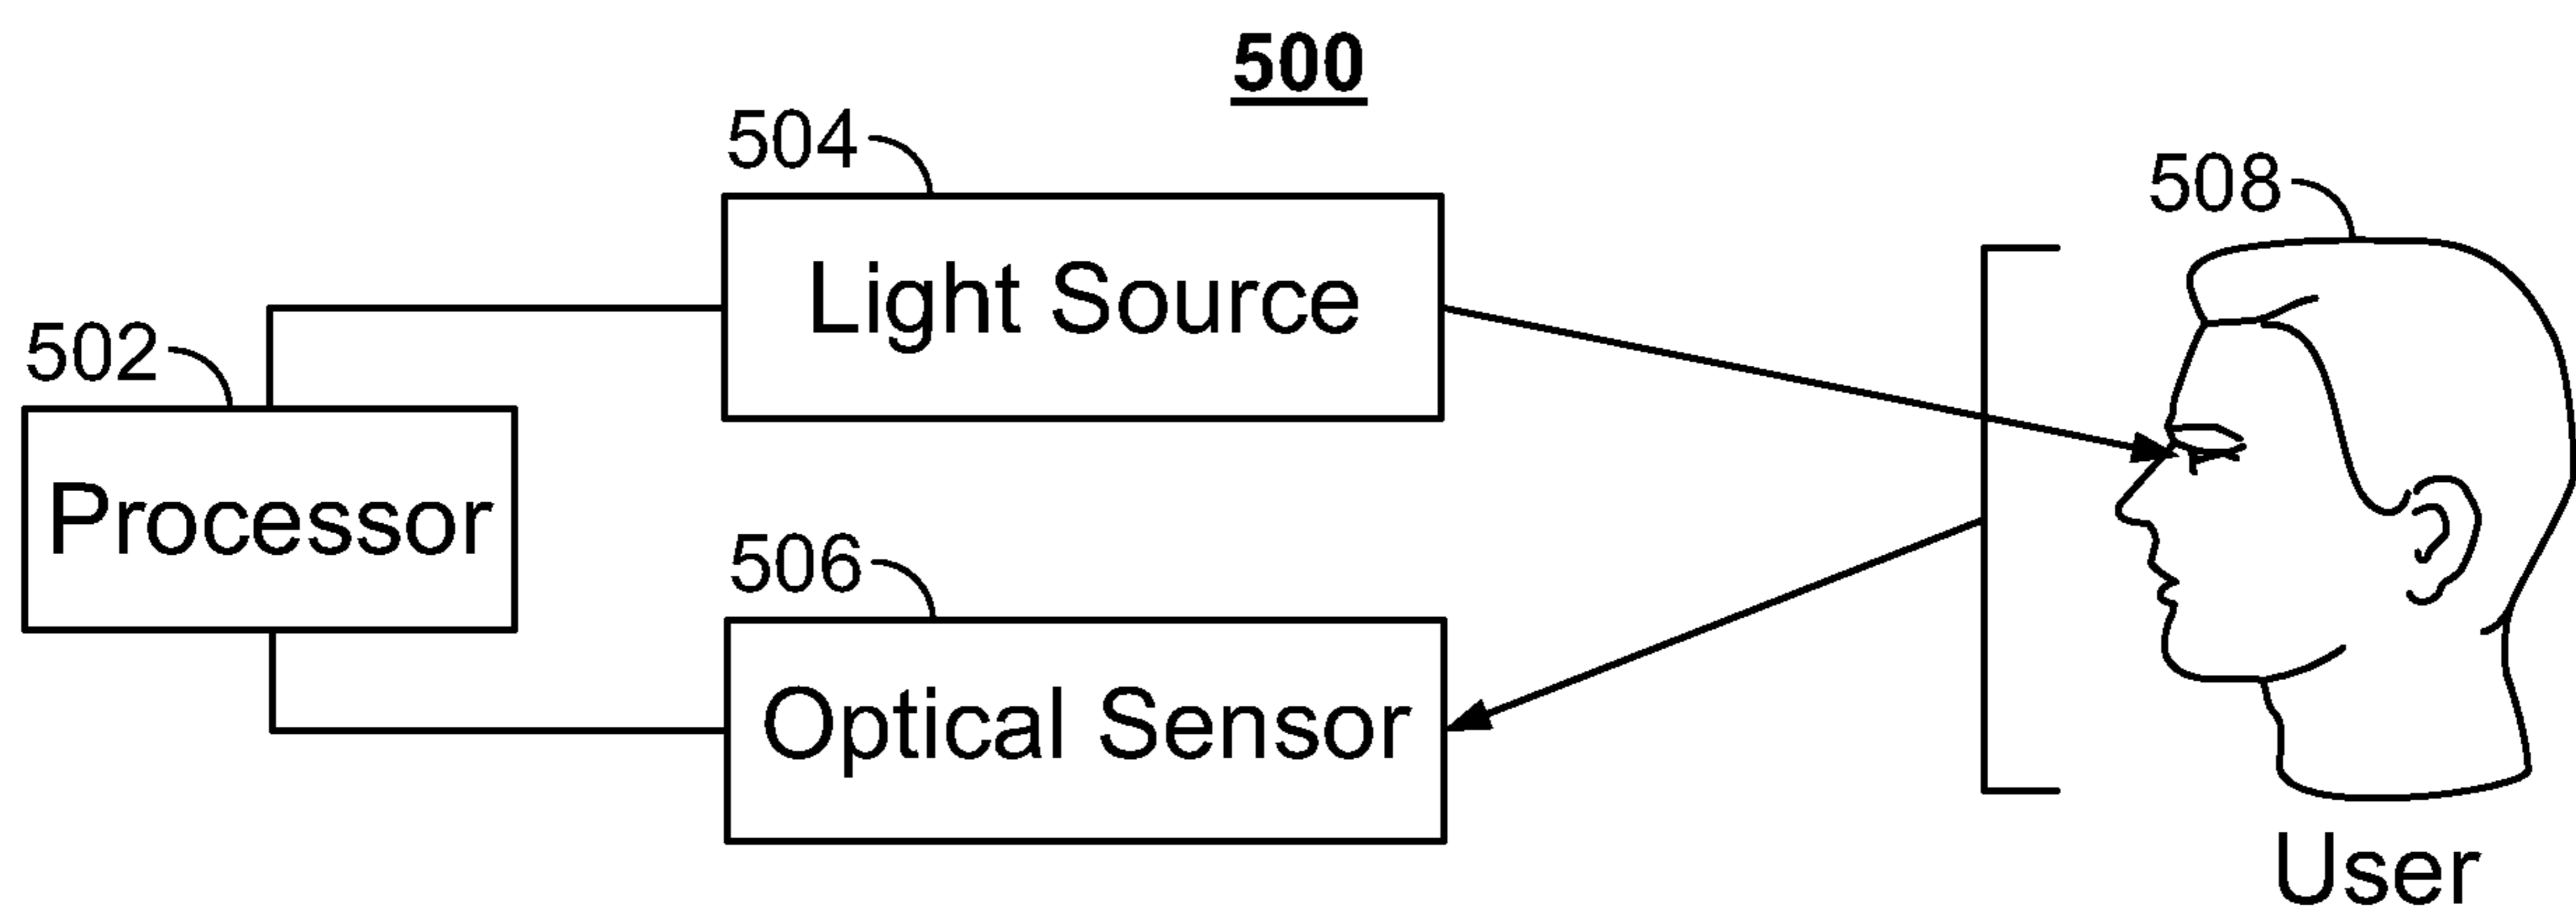 500
504
508
Light Source
502
Processor
506
Optical Sensor
User